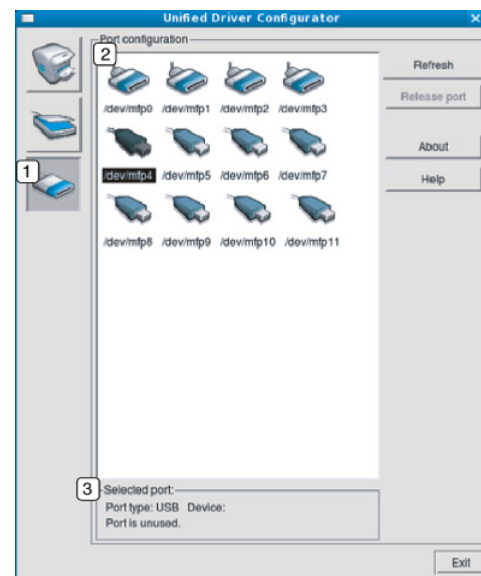 Unified Driver Configurator
Port configuration
2
/dev/mfp0 /dev/mfp1 /dev/mfp2 /dev/mfp3
1
/dev/mfp4 /dev/mfp5 /dev/mfp6 /dev/mfp7
/dev/mfp8 /dev/mfp9 /dev/mfp10 /dev/mfp11
Refresh
Release port
About
Help
3
Selected port:
Port type: USB Device:
Port is unused.
Exit